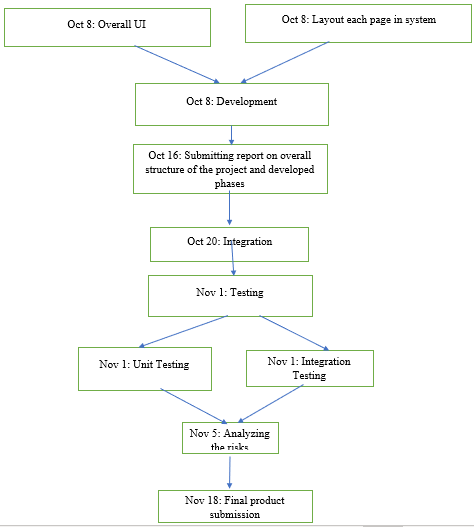 Oct 8: Overall UI
Oct 8: Layout each page in system
Oct 8: Development
Oct 16: Submitting report on overall
structure of the project and developed
phases
Oct 20: Integration
Nov 1: Testing
Nov 1: Unit Testing
Nov 1: Integration
Testing
Nov 5: Analyzing
the risks
Nov 18: Final product
submission